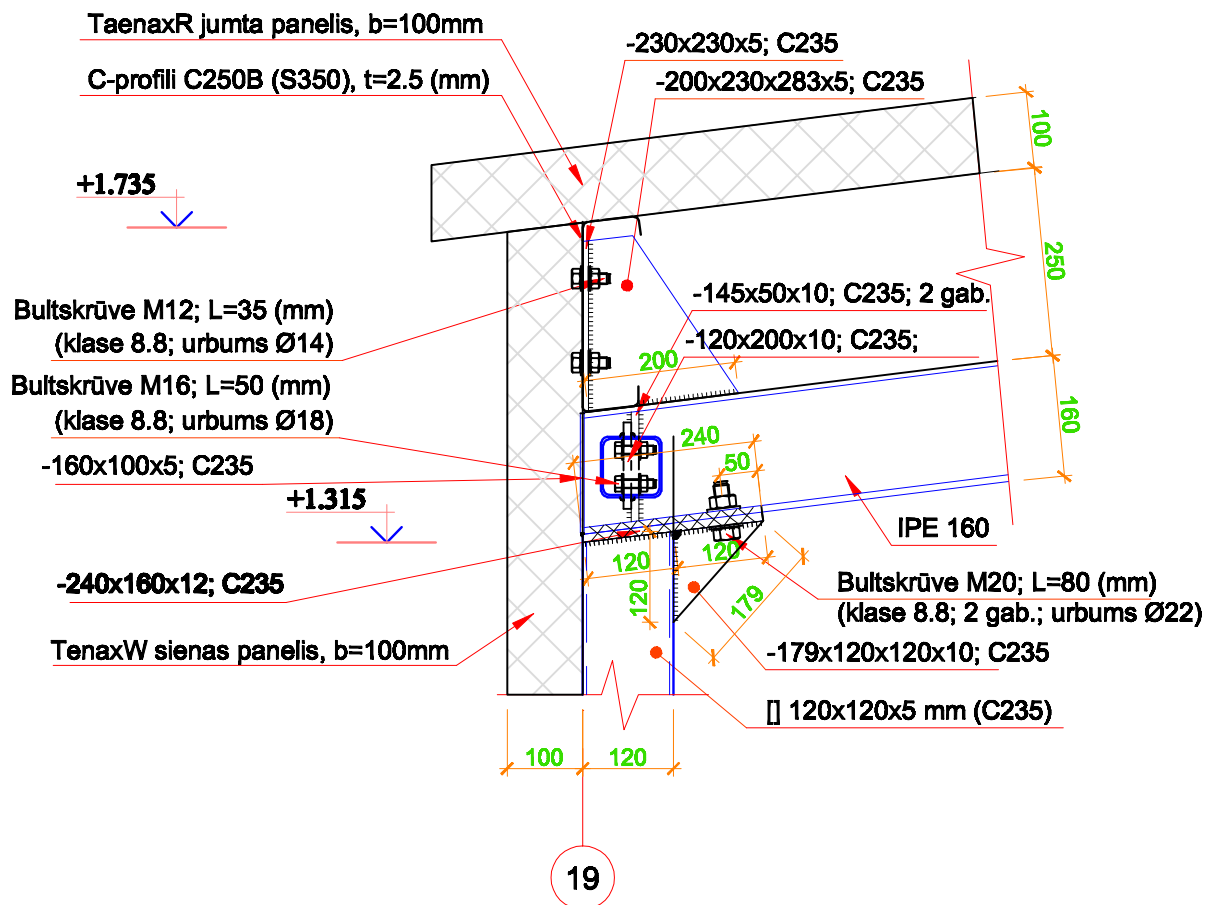 TaenaxR jumta panelis, b=100mm
C-profili C250B (S350), t=2.5 (mm)
-230x230x5; C235
-200x230x283x5; C235
100
+1.735
250
Bultskrūve M12; L=35 (mm)
(klase 8.8; urbums Ø14)
-145x50x10; C235; 2 gab.
-120x200x10; C235;
200
Bultskrūve M16; L=50 (mm)
(klase 8.8; urbums Ø18)
160
240
-160x100x5; C235
50
+1.315
IPE 160
120
120
120
179
-240x160x12; C235
Bultskrūve M20; L=80 (mm)
(klase 8.8; 2 gab.; urbums Ø22)
TenaxW sienas panelis, b=100mm
-179x120x120x10; C235
[] 120x120x5 mm (C235)
100
120
19